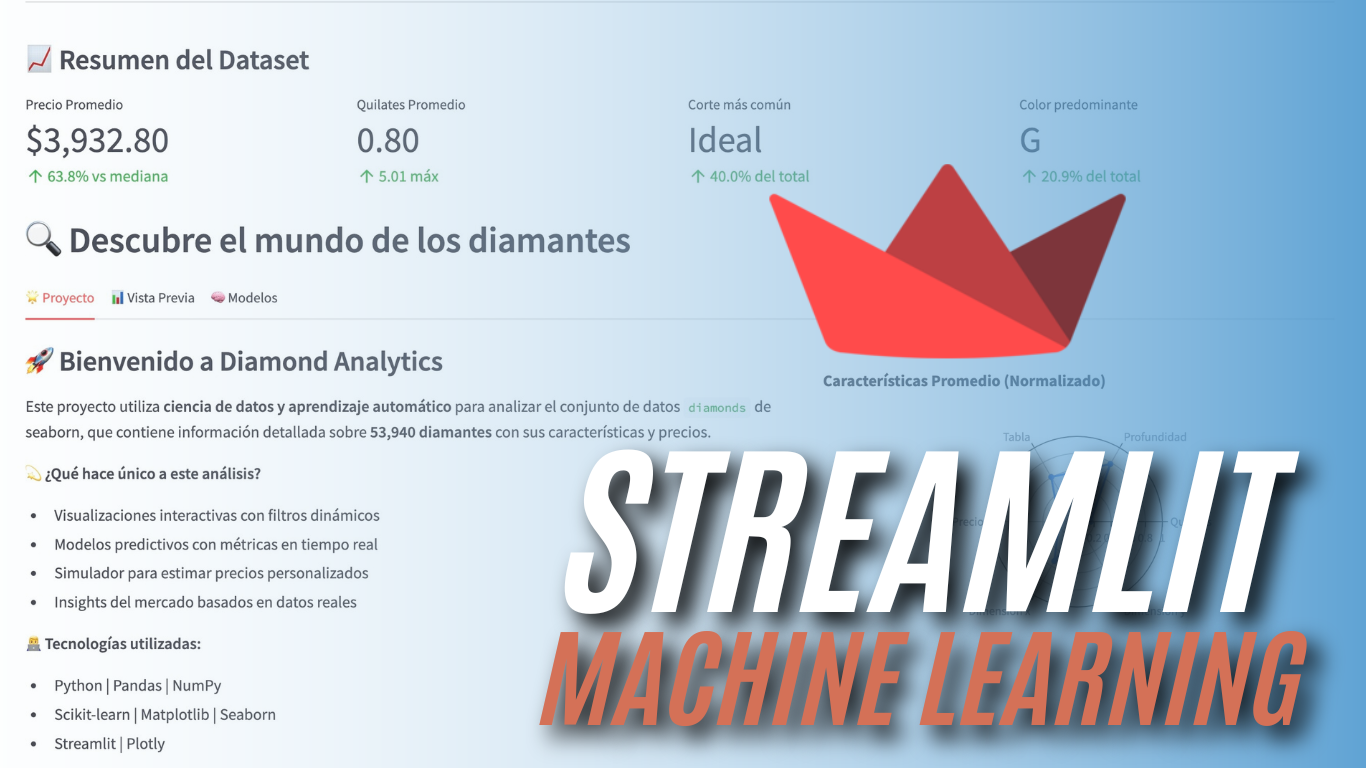 📈 Resumen del Dataset
Precio Promedio
$3,932.80
↑ 63.8% vs mediana
Quilates Promedio
0.80
↑ 5.01 máx
Corte más común
Ideal
↑ 40.0% del total
Color predominante
G
↑ 20.9% del total
🔍 Descubre el mundo de los diamantes
🌟 Proyecto 📊 Vista Previa 🧠 Modelos
🚀 Bienvenido a Diamond Analytics
Este proyecto utiliza ciencia de datos y aprendizaje automático para analizar el conjunto de datos diamonds de
seaborn, que contiene información detallada sobre 53,940 diamantes con sus características y precios.
💫 ¿Qué hace único a este análisis?
• Visualizaciones interactivas con filtros dinámicos
• Modelos predictivos con métricas en tiempo real
• Simulador para estimar precios personalizados
• Insights del mercado basados en datos reales
👨‍💻 Tecnologías utilizadas:
• Python | Pandas | NumPy
• Scikit-learn | Matplotlib | Seaborn
• Streamlit | Plotly
Características Promedio (Normalizado)
Tabla
Profundidad
STREAMLIT
MACHINE LEARNING